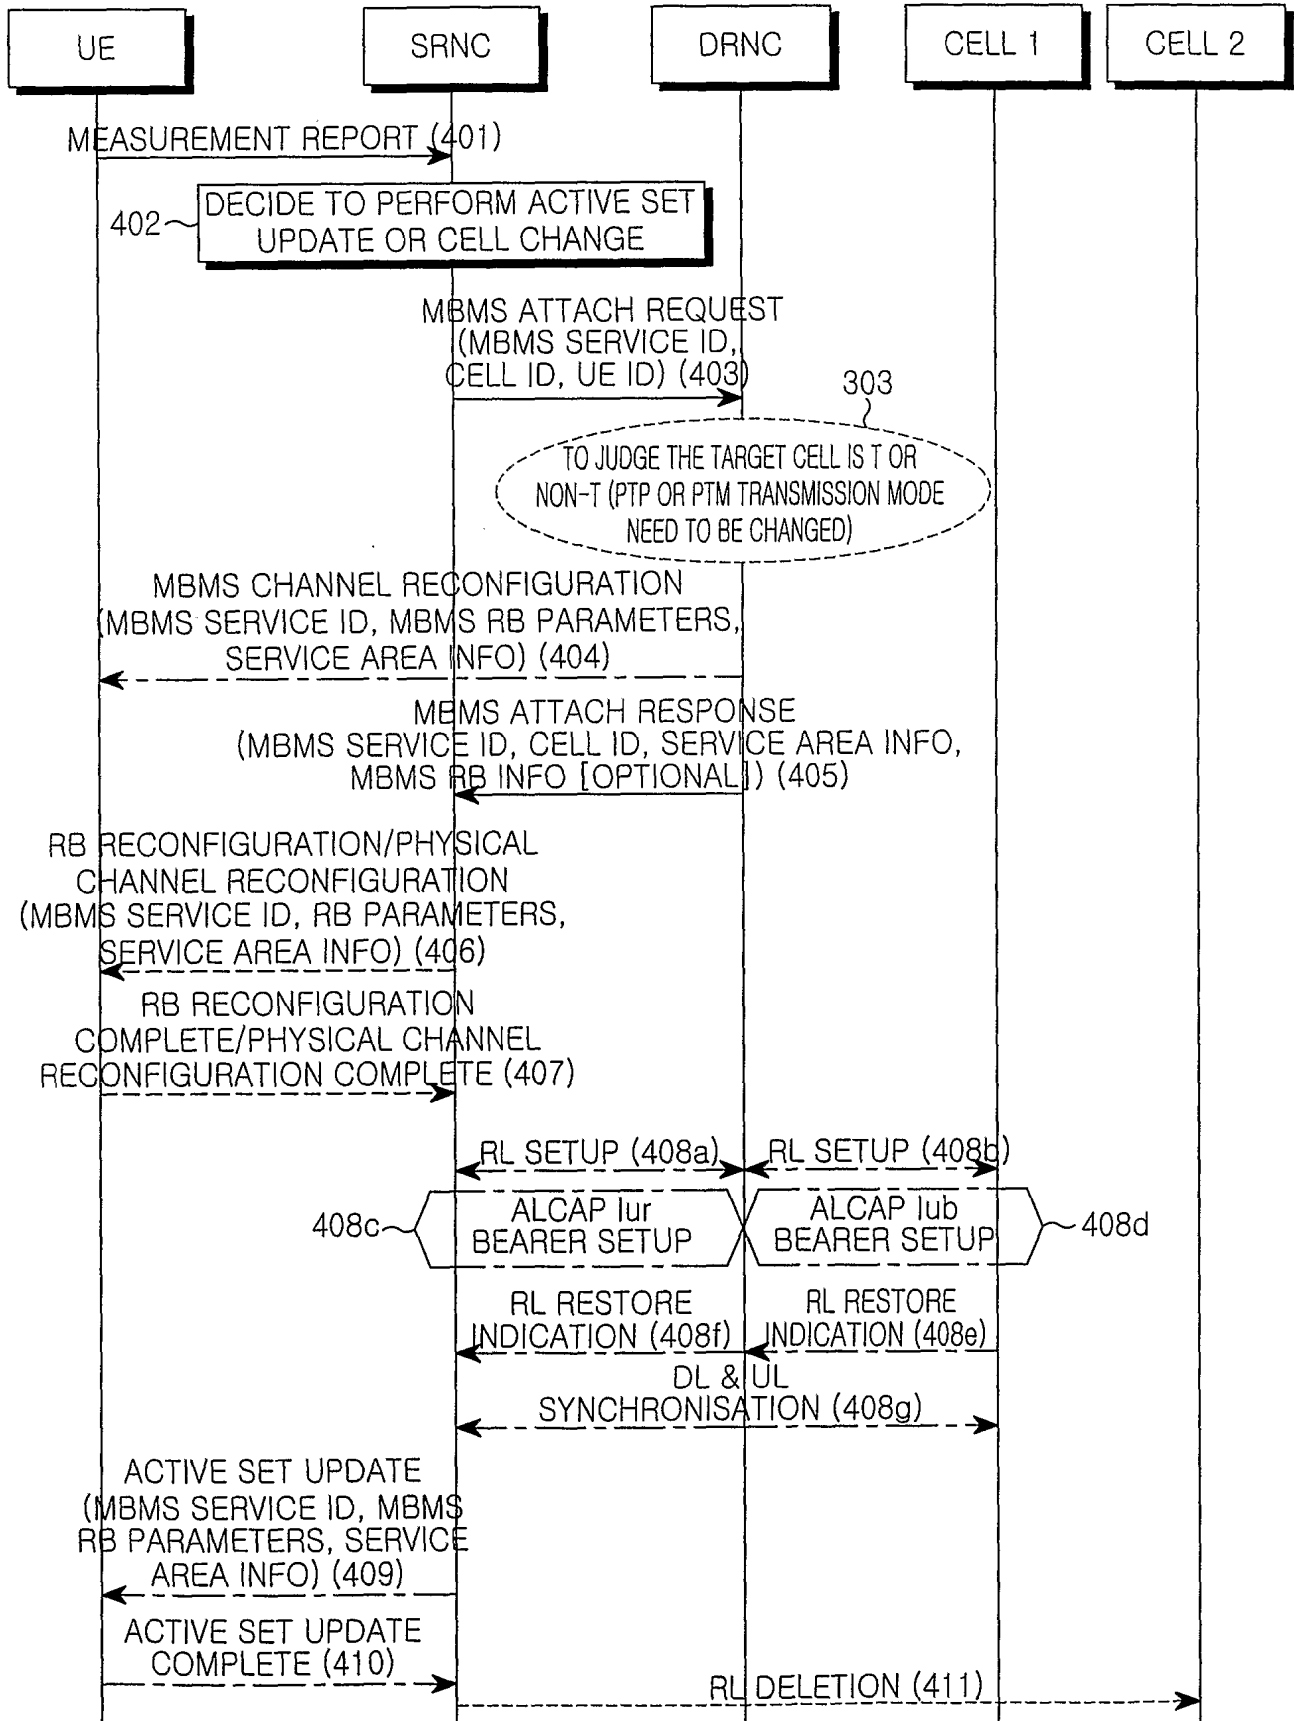 UE
SRNC
DRNC
CELL 1
CELL 2
MEASUREMENT REPORT (401)
402
DECIDE TO PERFORM ACTIVE SET
UPDATE OR CELL CHANGE
MBMS ATTACH REQUEST
(MBMS SERVICE ID,
CELL ID, UE ID) (403)
303
TO JUDGE THE TARGET CELL IS T OR
NON-T (PTP OR PTM TRANSMISSION MODE
NEED TO BE CHANGED)
MBMS CHANNEL RECONFIGURATION
(MBMS SERVICE ID, MBMS RB PARAMETERS,
SERVICE AREA INFO) (404)
MBMS ATTACH RESPONSE
(MBMS SERVICE ID, CELL ID, SERVICE AREA INFO,
MBMS RB INFO [OPTIONAL]) (405)
RB RECONFIGURATION/PHYSICAL
CHANNEL RECONFIGURATION
(MBMS SERVICE ID, RB PARAMETERS,
SERVICE AREA INFO) (406)
RB RECONFIGURATION
COMPLETE/PHYSICAL CHANNEL
RECONFIGURATION COMPLETE (407)
RL SETUP (408a)
RL SETUP (408b)
408c
ALCAP Iur
BEARER SETUP
ALCAP Iub
BEARER SETUP
408d
RL RESTORE
INDICATION (408f)
RL RESTORE
INDICATION (408e)
DL & UL
SYNCHRONISATION (408g)
ACTIVE SET UPDATE
(MBMS SERVICE ID, MBMS
RB PARAMETERS, SERVICE
AREA INFO) (409)
ACTIVE SET UPDATE
COMPLETE (410)
RL DELETION (411)